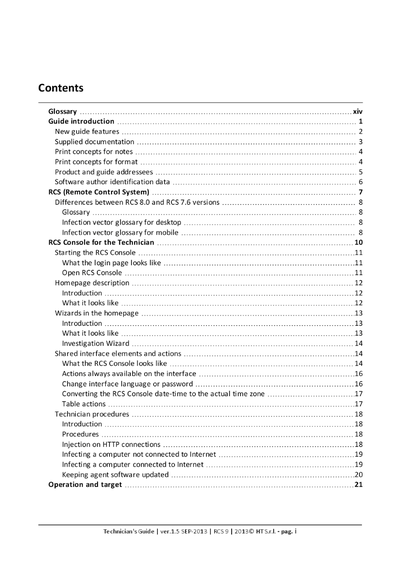 Contents
Glossary xiv
Guide introduction 1
New guide features 2
Supplied documentation 3
Print concepts for notes 4
Print concepts for format 4
Product and guide addressees 5
Software author identification data 6
RCS (Remote Control System) 7
Differences between RCS 8.0 and RCS 7.6 versions 8
Glossary 8
Infection vector glossary for desktop 8
Infection vector glossary for mobile 8
RCS Console for the Technician 10
Starting the RCS Console 11
What the login page looks like 11
Open RCS Console 11
Homepage description 12
Introduction 12
What it looks like 12
Wizards in the homepage 13
Introduction 13
What it looks like 13
Investigation Wizard 14
Shared interface elements and actions 14
What the RCS Console looks like 14
Actions always available on the interface 16
Change interface language or password 16
Converting the RCS Console date-time to the actual time zone 17
Table actions 17
Technician procedures 18
Introduction 18
Procedures 18
Injection on HTTP connections 18
Infecting a computer not connected to Internet 19
Infecting a computer connected to Internet 19
Keeping agent software updated 20
Operation and target 21
Technician's Guide | ver.1.5 SEP-2013 | RCS 9 | 2013© HT S.r.l. - pag. i